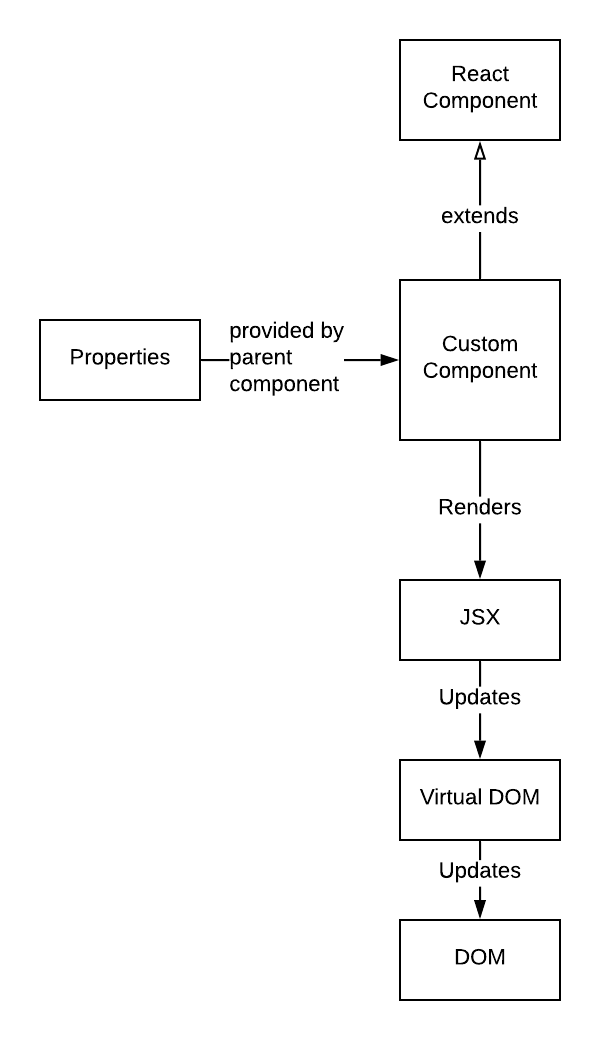 React
Component
extends
Properties
provided by
parent
component
Custom
Component
Renders
JSX
Updates
Virtual DOM
Updates
DOM